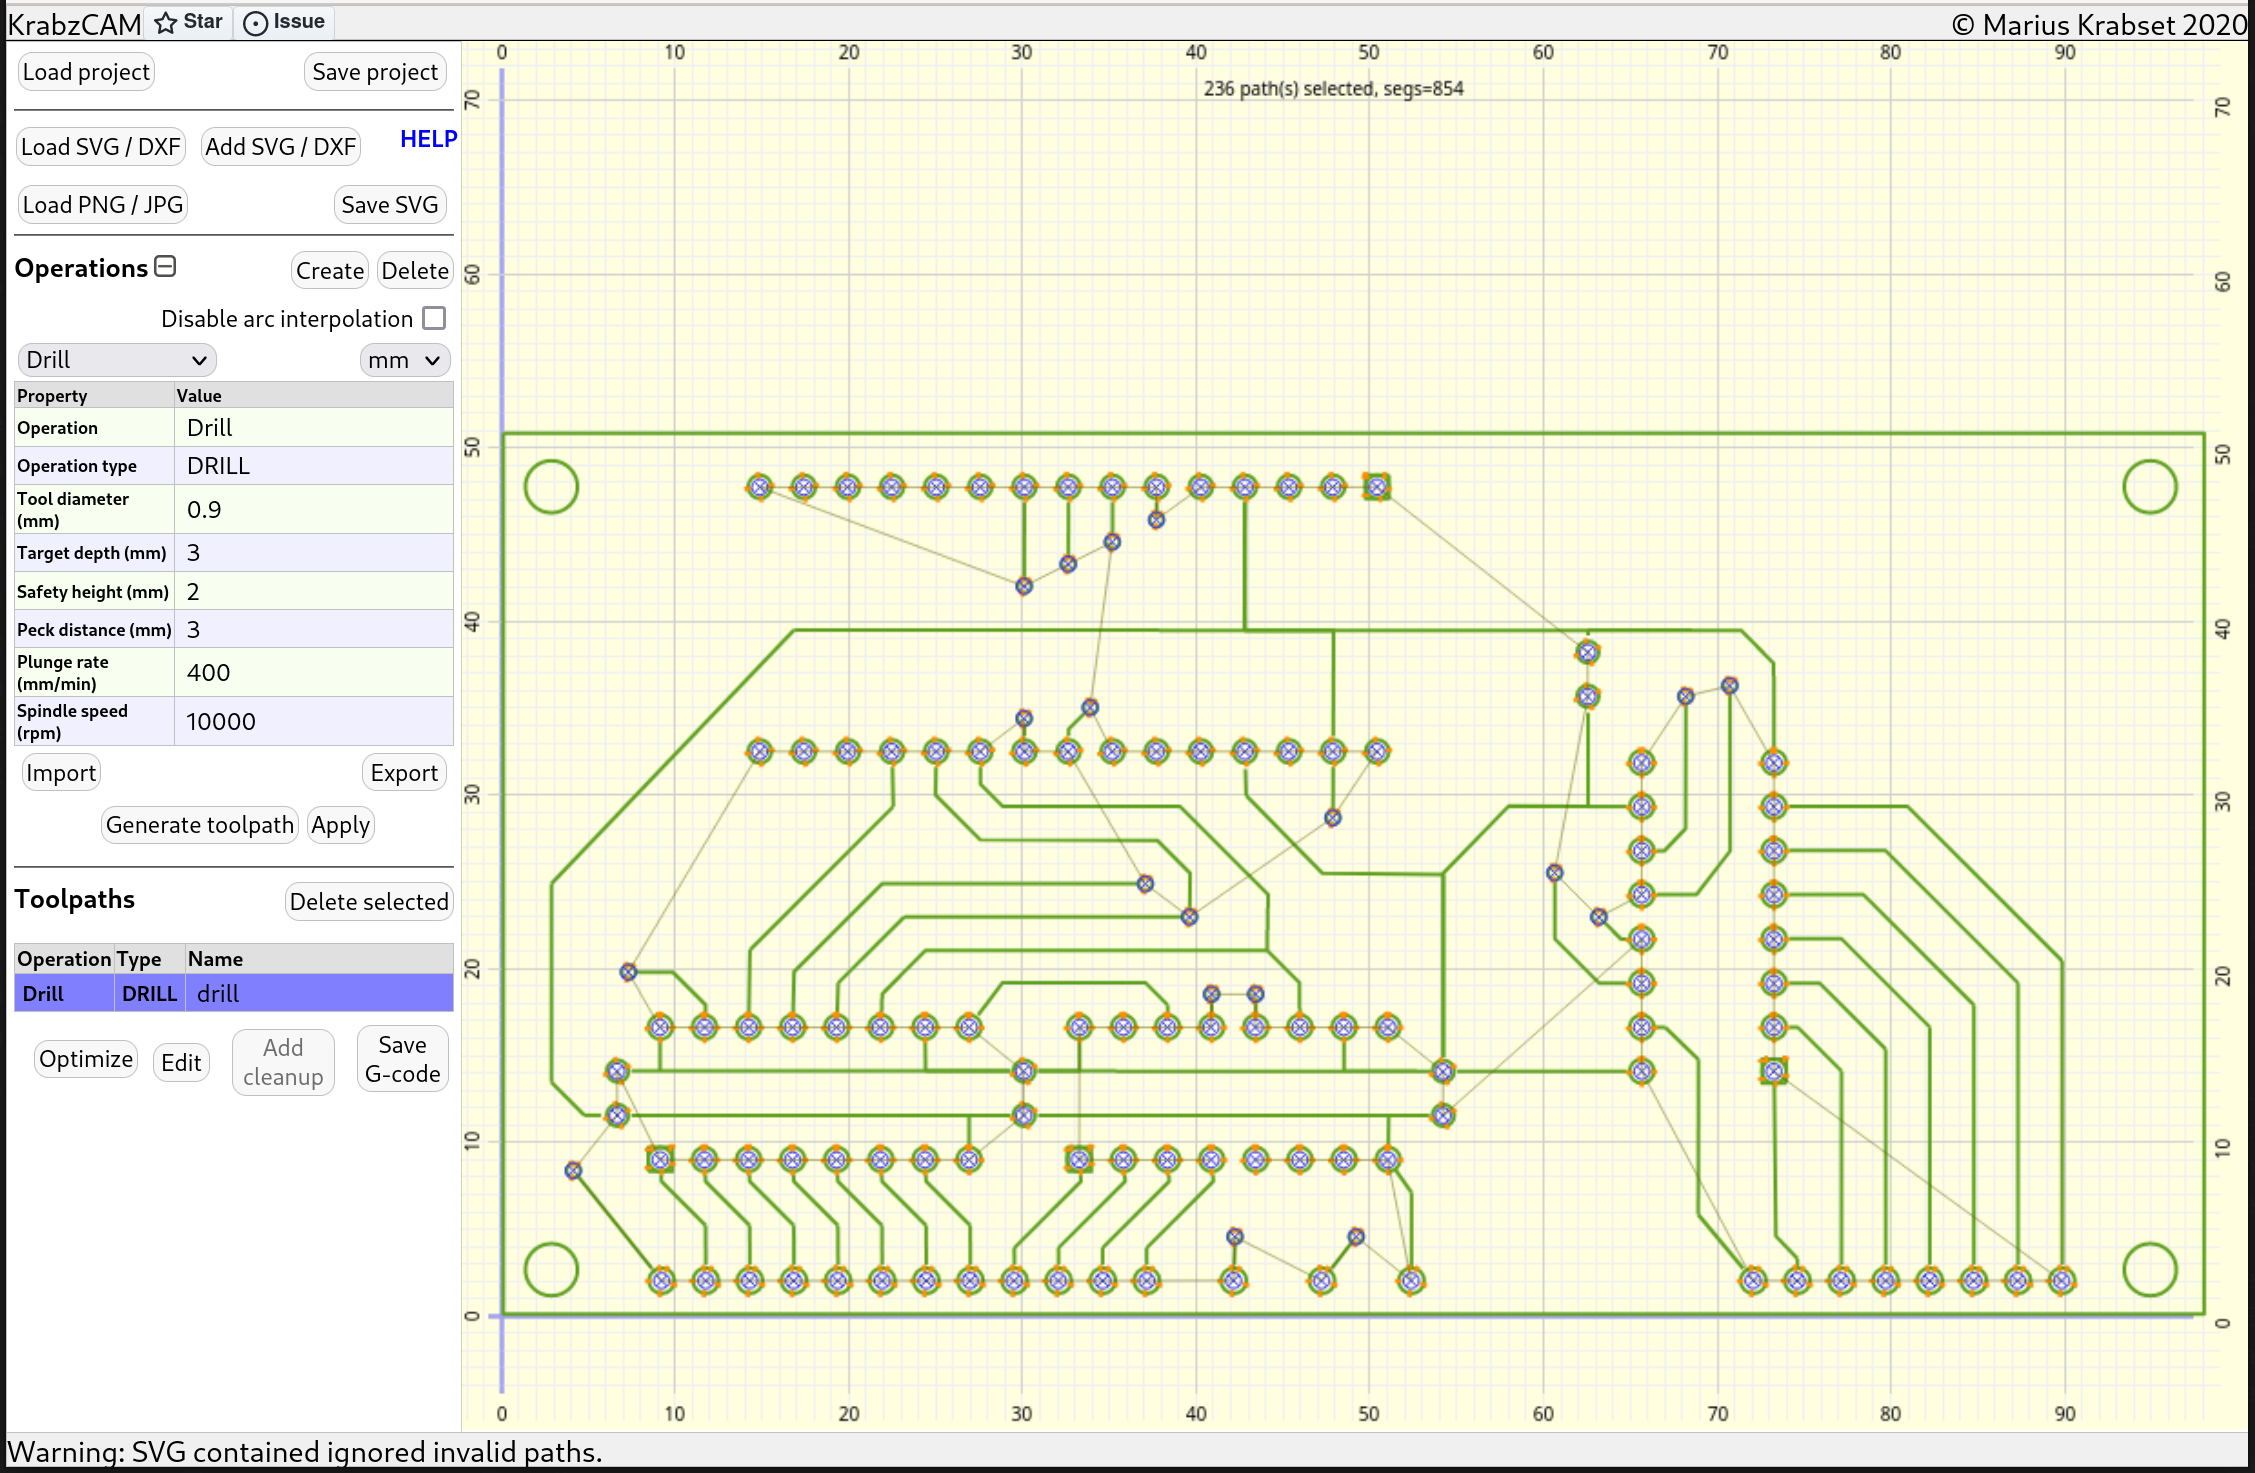 KrabzCAM Star Issue © Marius Krabset 2020
Load project Save project
Load SVG / DXF Add SVG / DXF HELP
Load PNG / JPG Save SVG
Operations Create Delete
Disable arc interpolation
Drill mm
Property Value
Operation Drill
Operation type DRILL
Tool diameter (mm) 0.9
Target depth (mm) 3
Safety height (mm) 2
Peck distance (mm) 3
Plunge rate (mm/min) 400
Spindle speed (rpm) 10000
Import Export
Generate toolpath Apply
Toolpaths Delete selected
Operation Type Name
Drill DRILL drill
Optimize Edit Add cleanup Save G-code
0 10 20 30 40 50 60 70 80 90
236 path(s) selected, segs=854
70 70
60 60
50 50
40 40
30 30
20 20
10 10
0 0
0 10 20 30 40 50 60 70 80 90
Warning: SVG contained ignored invalid paths.